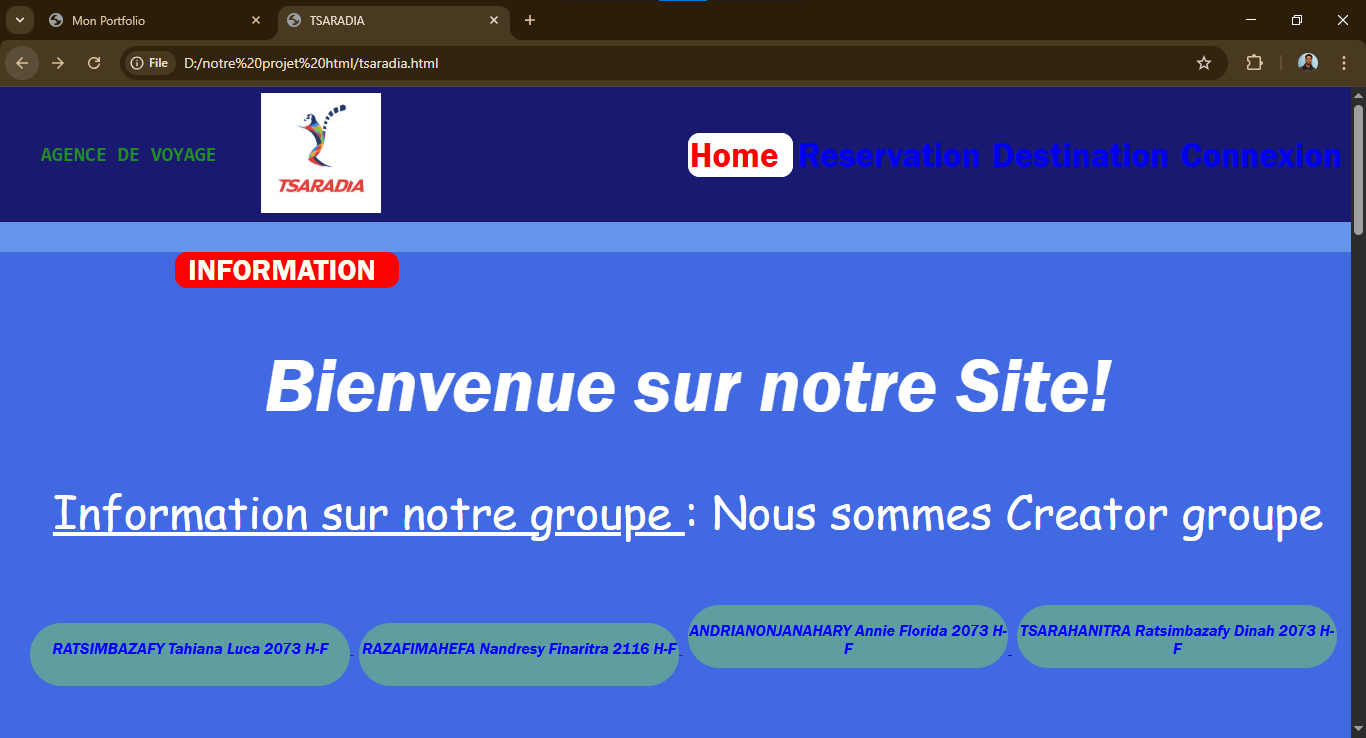 Mon Portfolio
TSARADIA
File
D:/notre%20projet%20html/tsaradia.html
AGENCE DE VOYAGE
TSARADIA
Home Reservation Destination Connexion
INFORMATION
Bienvenue sur notre Site!
Information sur notre groupe : Nous sommes Creator groupe
RATSIMBAZAFY Tahiana Luca 2073 H-F
RAZAFIMAHEFA Nandresy Finaritra 2116 H-F
ANDRIANONJANAHARY Annie Florida 2073 H-
F
TSARAHANITRA Ratsimbazafy Dinah 2073 H-
F